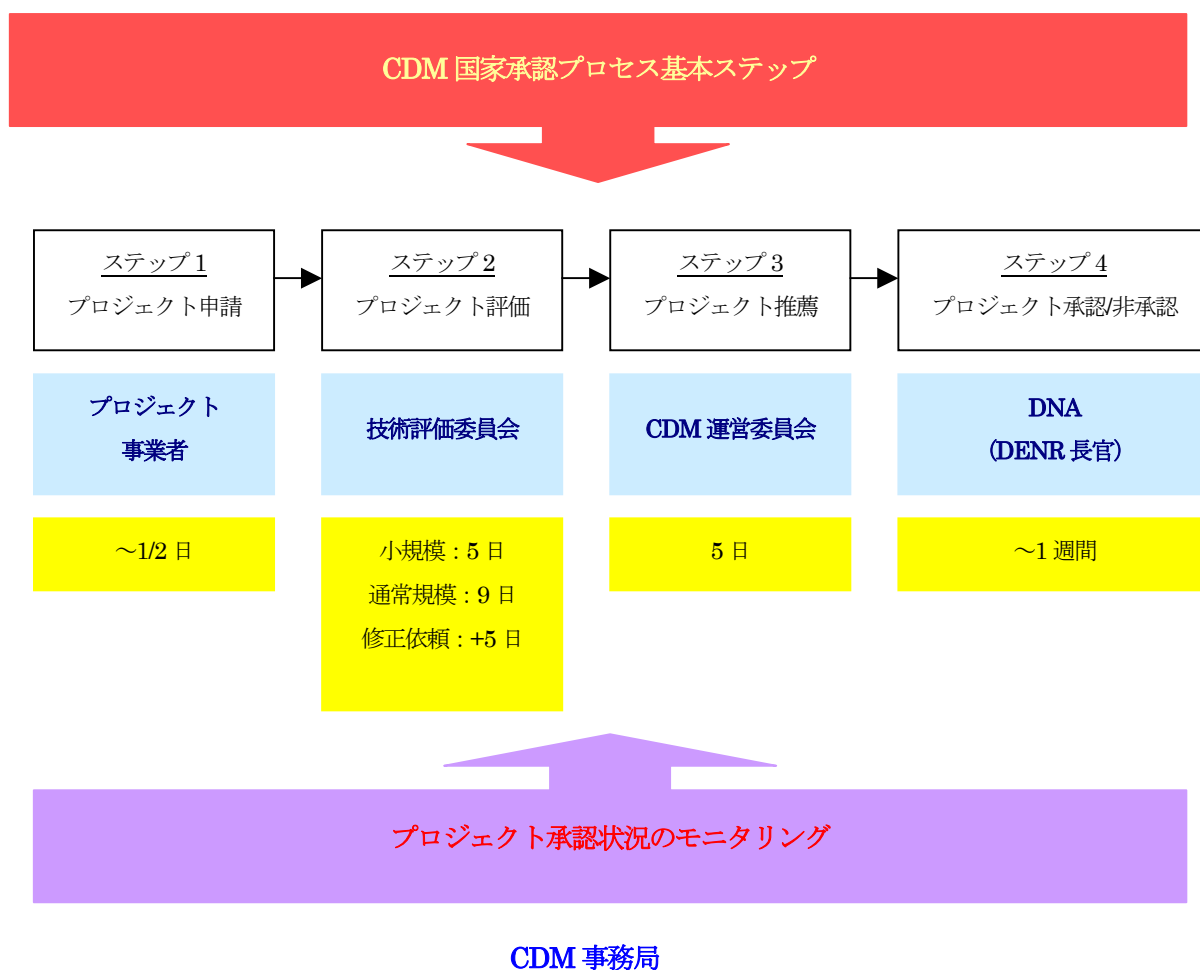 CDM 国家承認プロセス基本ステップ
ステップ 1
プロジェクト申請
ステップ 2
プロジェクト評価
ステップ 3
プロジェクト推薦
ステップ 4
プロジェクト承認/非承認
プロジェクト
事業者
技術評価委員会
CDM 運営委員会
DNA
(DENR 長官)
～1/2 日
小規模：5 日
通常規模：9 日
修正依頼：+5 日
5 日
～1 週間
プロジェクト承認状況のモニタリング
CDM 事務局